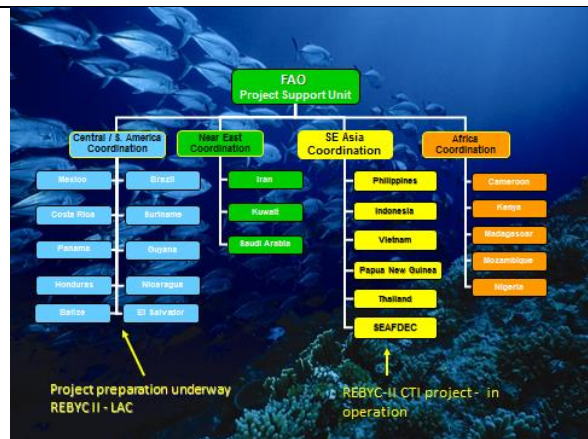 FAO
Project Support Unit
Central / S. America
Coordination
Near East
Coordination
SE Asia
Coordination
Africa
Coordination
Mexico
Brazil
Costa Rica
Suriname
Panama
Guyana
Honduras
Nicaragua
Belize
El Salvador
Iran
Kuwait
Saudi Arabia
Philippines
Indonesia
Vietnam
Papua New Guinea
Thailand
SEAFDEC
Cameroon
Kenya
Madagascar
Mozambique
Nigeria
Project preparation underway
REBYC II - LAC
REBYC-II CTI project - in
operation